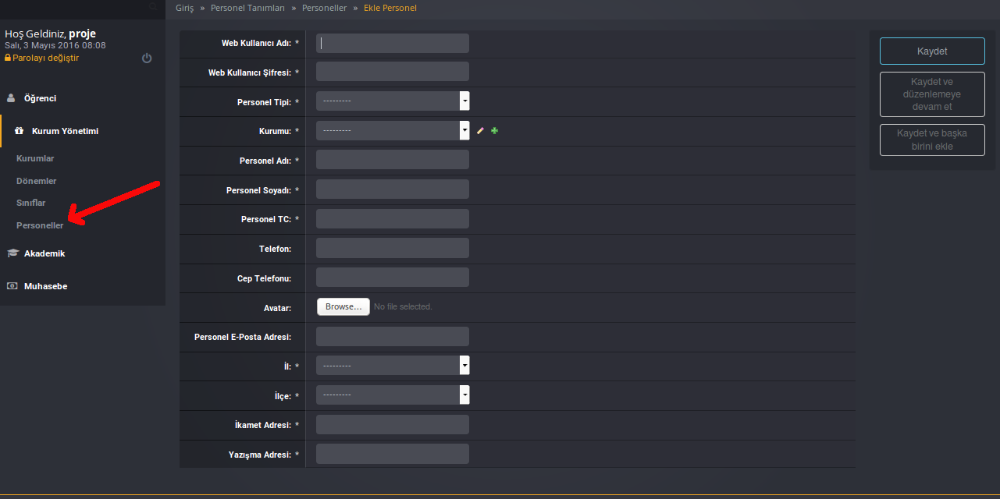 Giriş » Personel Tanımları » Personeller » Ekle Personel
Hoş Geldiniz, proje
Salı, 3 Mayıs 2016 08:08
Parolayı değiştir
Öğrenci
Kurum Yönetimi
Kurumlar
Dönemler
Sınıflar
Personeller
Akademik
Muhasebe
Web Kullanıcı Adı: *
Web Kullanıcı Şifresi: *
Personel Tipi: * ---------
Kurumu: * ---------
Personel Adı: *
Personel Soyadı: *
Personel TC: *
Telefon:
Cep Telefonu:
Avatar: Browse... No file selected.
Personel E-Posta Adresi:
İl: * ---------
İlçe: * ---------
İkamet Adresi: *
Yazışma Adresi: *
Kaydet
Kaydet ve
düzenlemeye
devam et
Kaydet ve başka
birini ekle